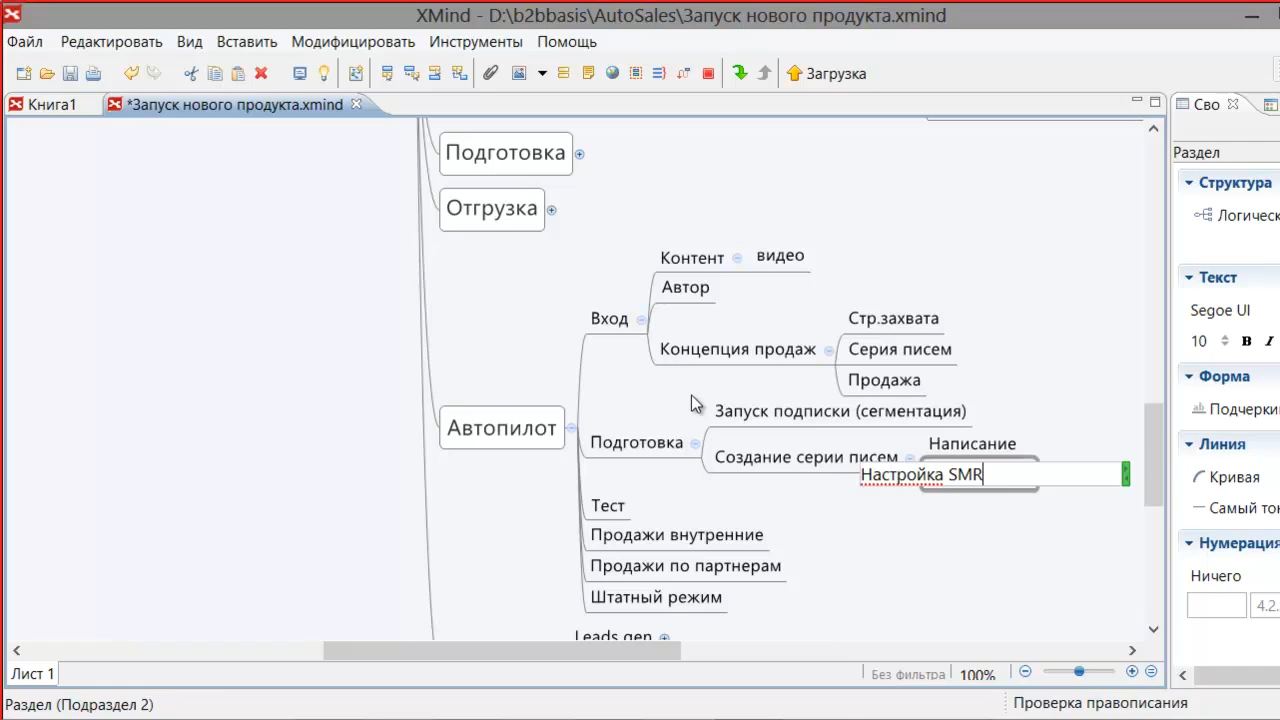 XMind - D:\b2bbasis\AutoSales\Запуск нового продукта.xmind
Файл Редактировать Вид Вставить Модифицировать Инструменты Помощь
Загрузка
Книга1 *Запуск нового продукта.xmind
Сво
Раздел
Структура
Логическ
Текст
Segoe UI
10 B I
Форма
Подчерки
Линия
Кривая
Самый то
Нумерация
Ничего
4.2.
Подготовка
Отгрузка
Контент видео
Автор
Вход
Стр.захвата
Концепция продаж Серия писем
Продажа
Автопилот
Запуск подписки (сегментация)
Подготовка
Написание
Создание серии писем
Настройка SMR
Тест
Продажи внутренние
Продажи по партнерам
Штатный режим
Leads gen
Лист 1
Без фильтра 100%
Раздел (Подраздел 2)
Проверка правописания